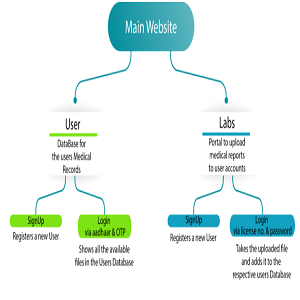 Main Website
User
DataBase for
the users Medical
Records
Labs
Portal to upload
medical reports
to user accounts
SignUp
Registers a new User
Login
via aadhaar & OTP
Shows all the available
files in the Users Database
SignUp
Registers a new User
Login
via license no. & password
Takes the uploaded file
and adds it to the
respective users Database